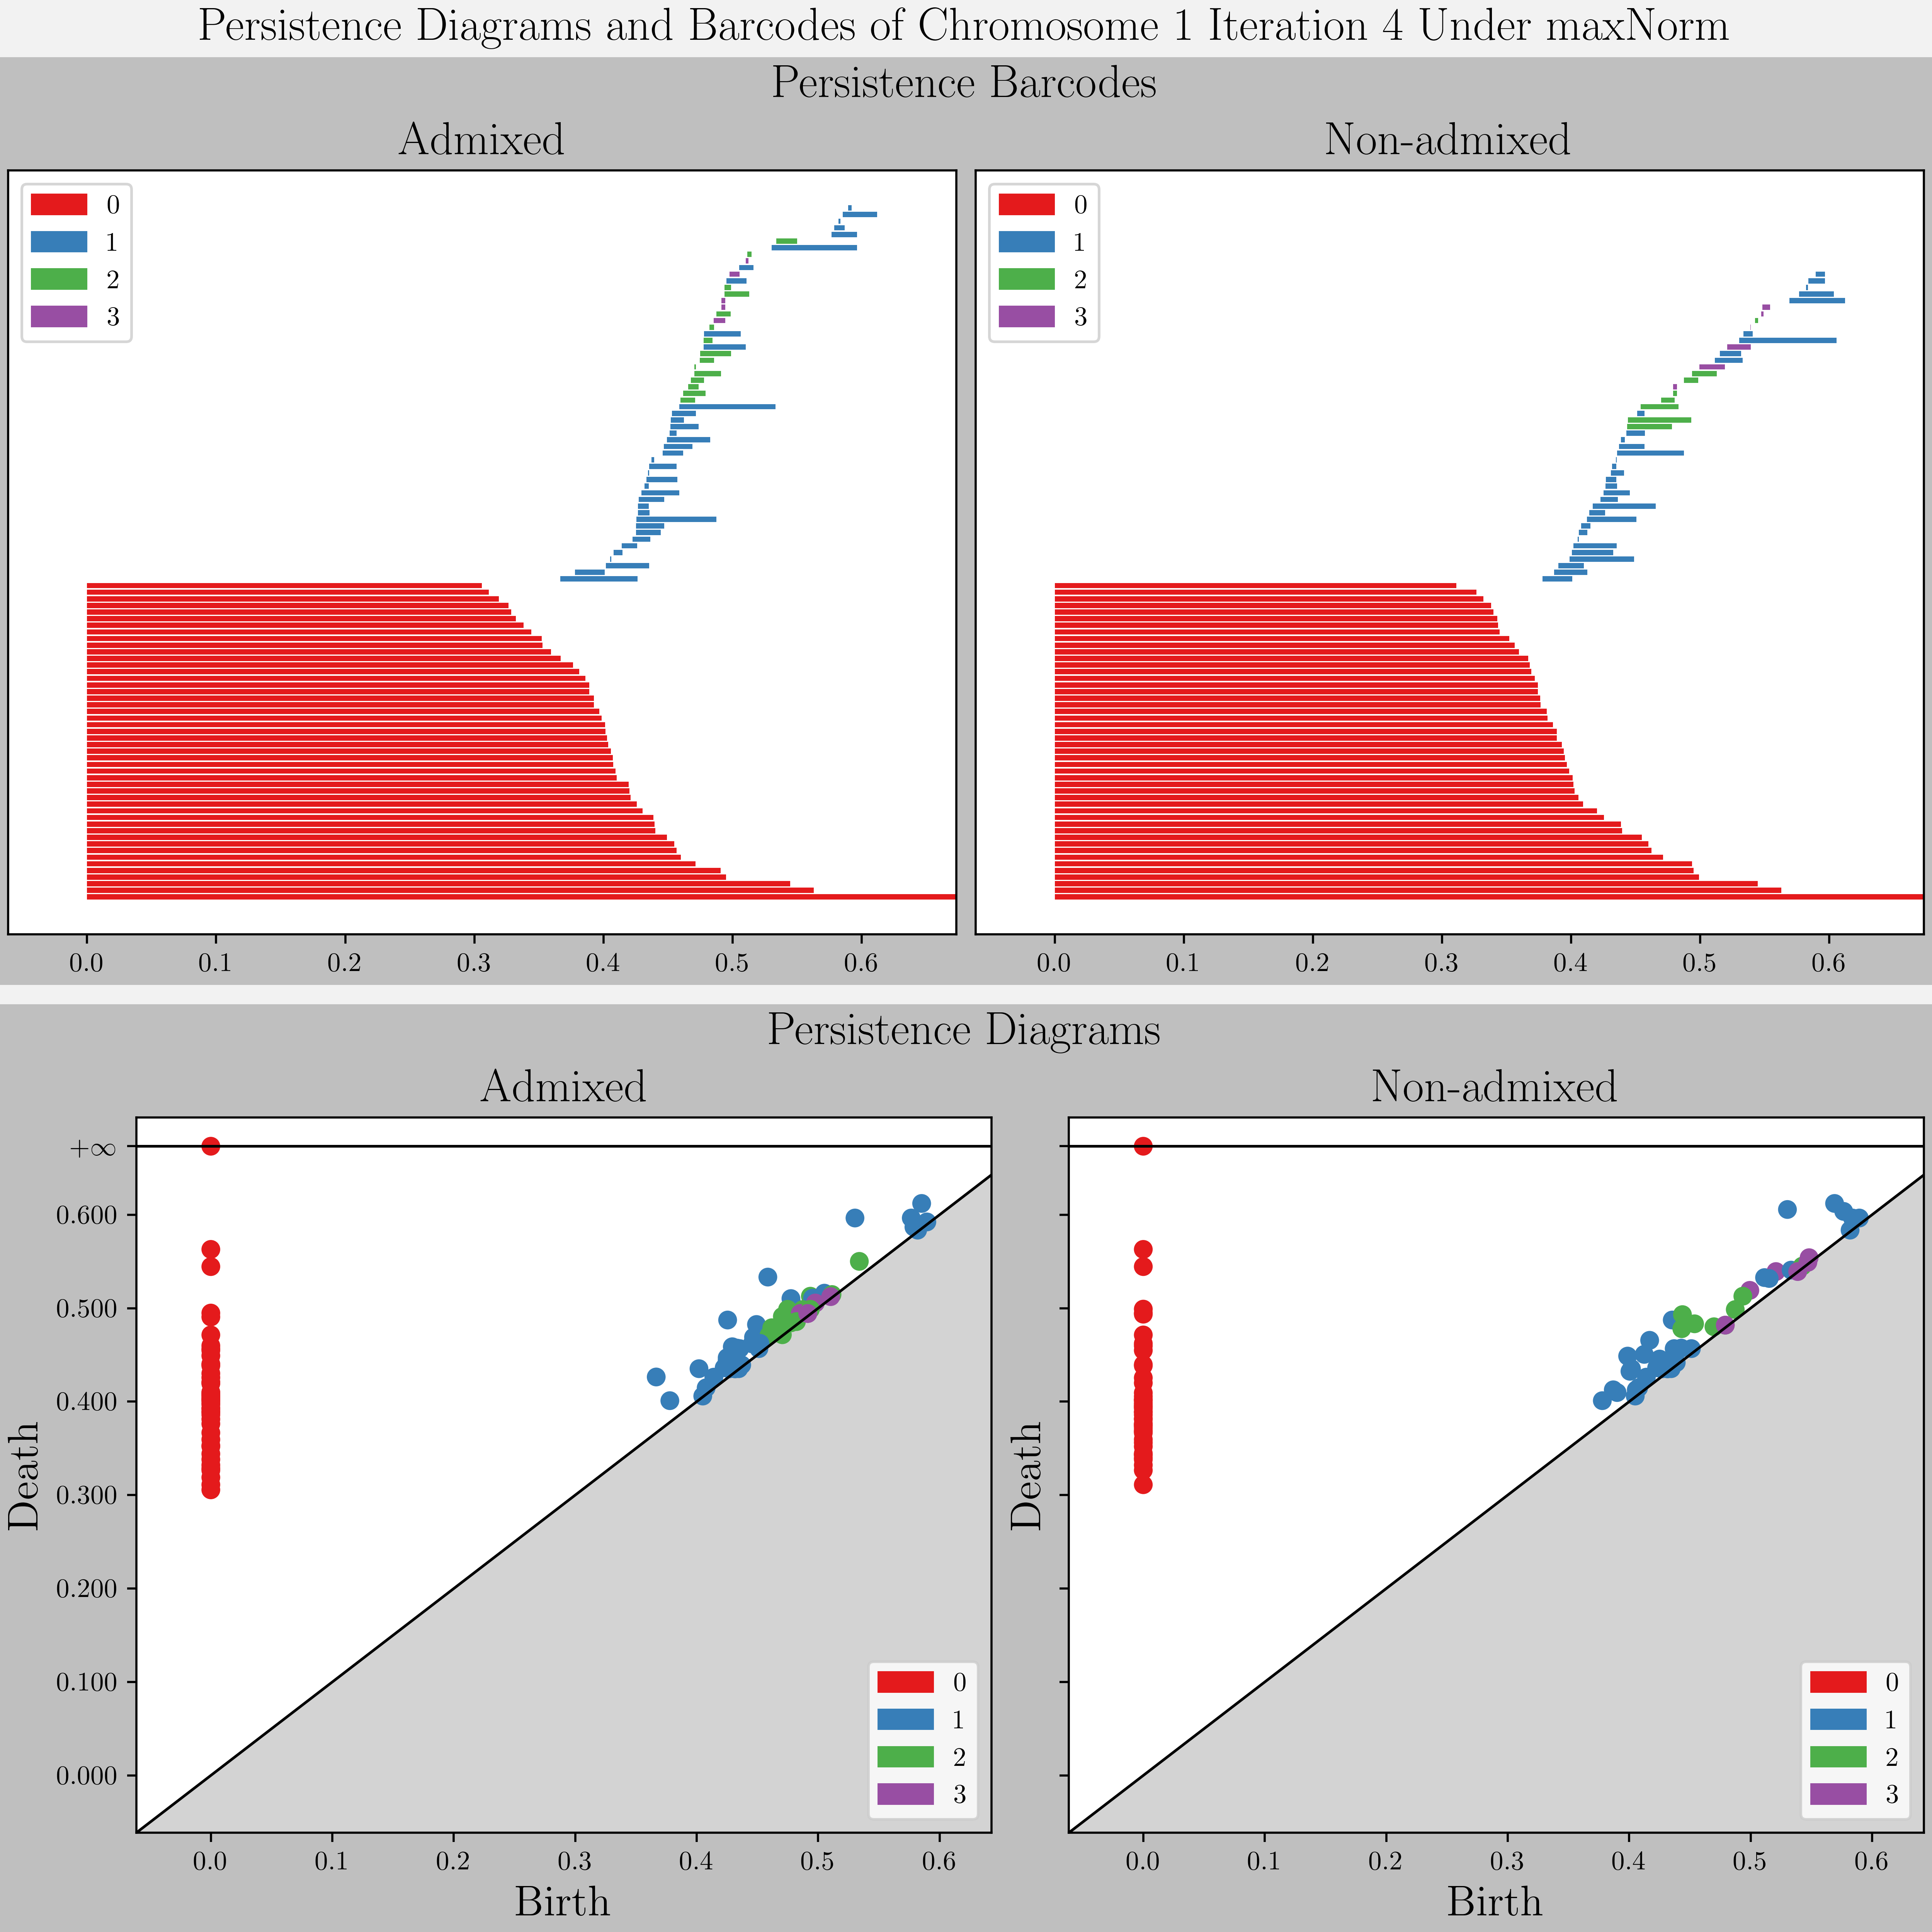 Persistence Diagrams and Barcodes of Chromosome 1 Iteration 4 Under maxNorm
Persistence Barcodes
Admixed
0
1
2
3
0.0 0.1 0.2 0.3 0.4 0.5 0.6
Non-admixed
0
1
2
3
0.0 0.1 0.2 0.3 0.4 0.5 0.6
Persistence Diagrams
Admixed
+∞
0.600
0.500
0.400
0.300
0.200
0.100
0.000
Death
0
1
2
3
0.0 0.1 0.2 0.3 0.4 0.5 0.6
Birth
Non-admixed
Death
0
1
2
3
0.0 0.1 0.2 0.3 0.4 0.5 0.6
Birth